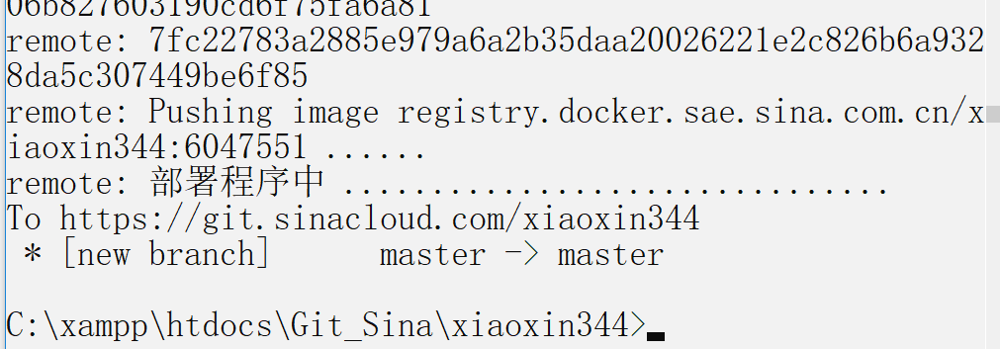 06b827603190cd6f75fa6a81
remote: 7fc22783a2885e979a6a2b35daa20026221e2c826b6a932
8da5c307449be6f85
remote: Pushing image registry.docker.sae.sina.com.cn/x
iaoxin344:6047551 ......
remote: 部署程序中 ...............................
To https://git.sinacloud.com/xiaoxin344
 * [new branch]      master -> master
C:\xampp\htdocs\Git_Sina\xiaoxin344>